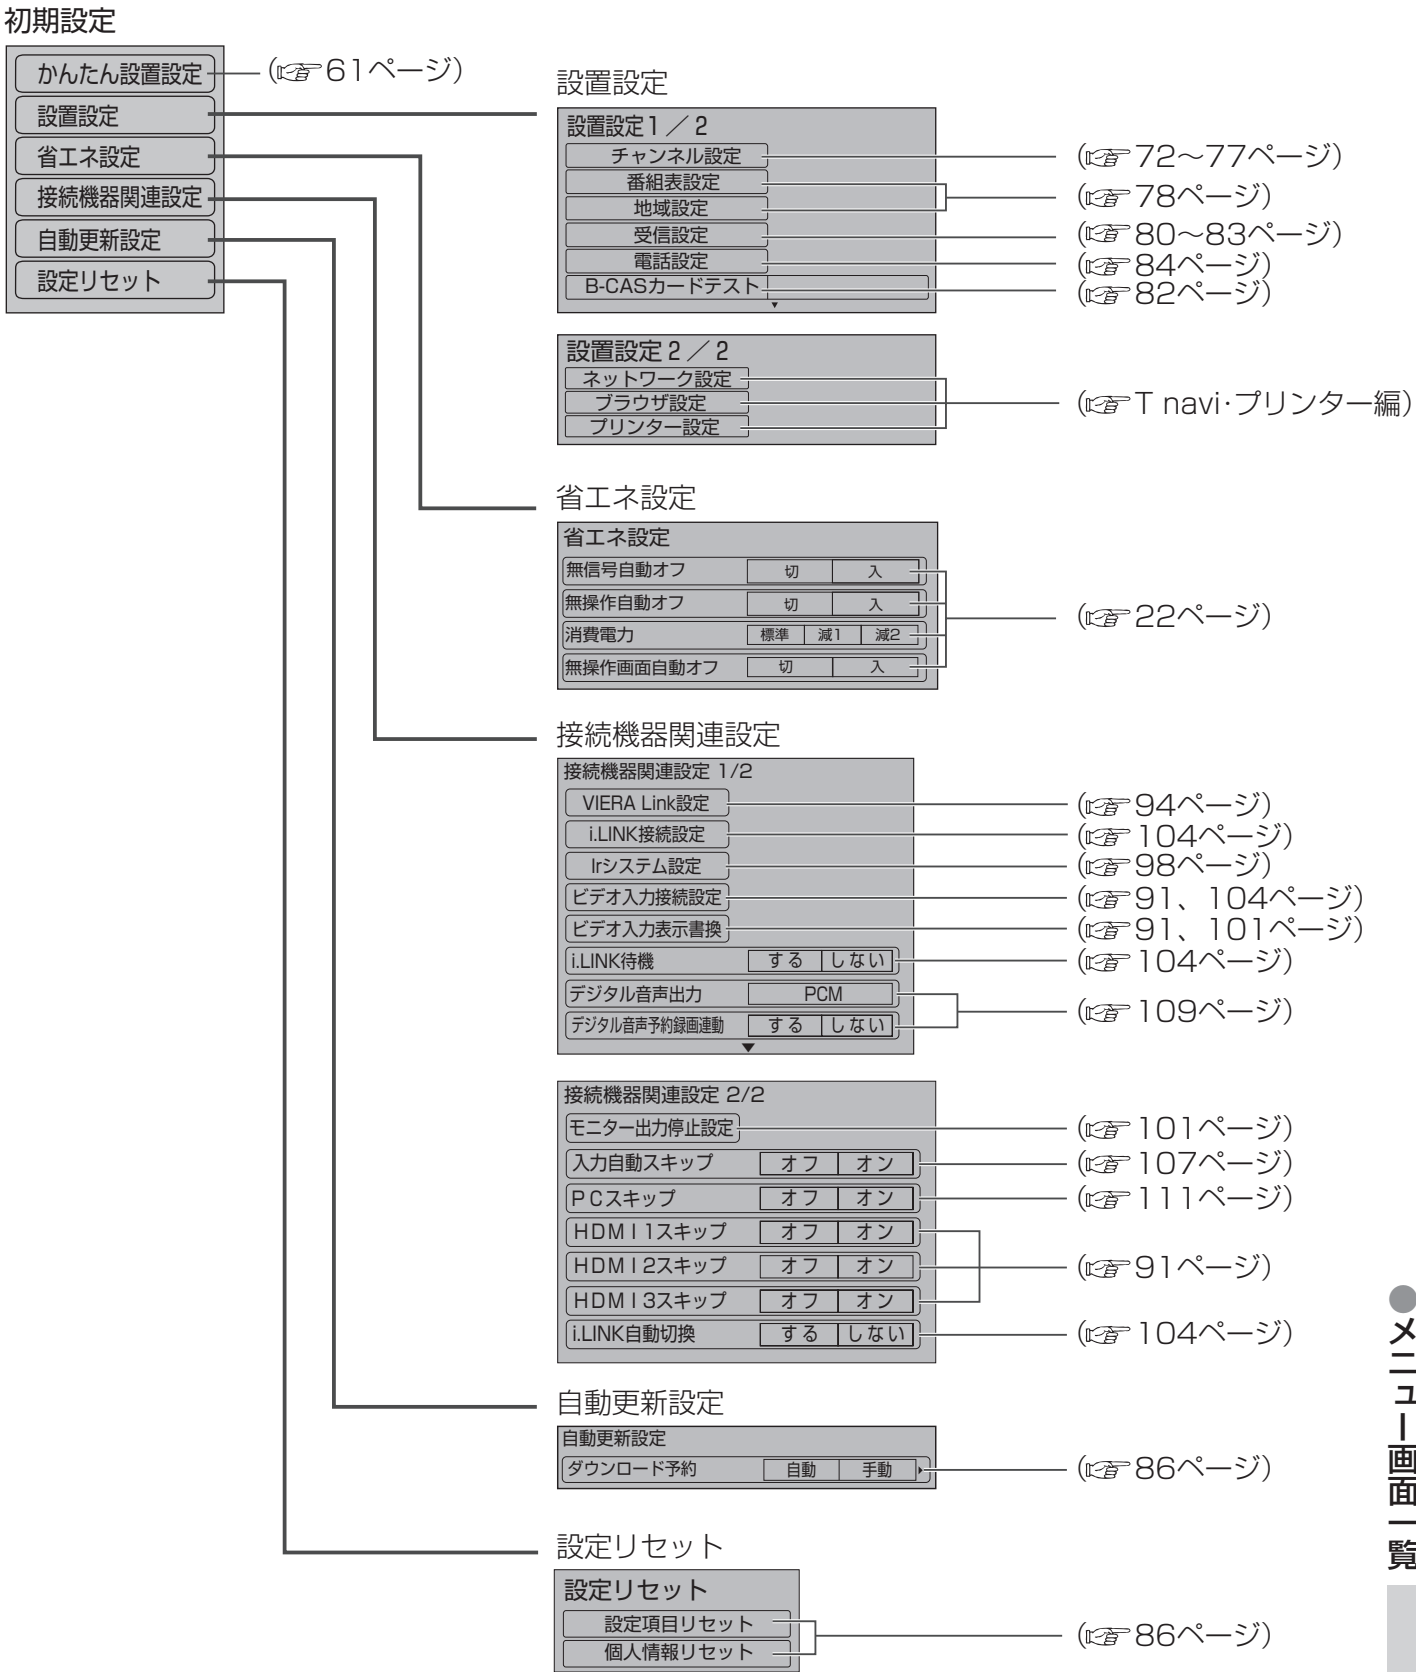 初期設定
かんたん設置設定
(☞61ページ)
設置設定
省エネ設定
接続機器関連設定
自動更新設定
設定リセット
設置設定
設置設定1／2
チャンネル設定
(☞72～77ページ)
番組表設定
地域設定
(☞78ページ)
受信設定
(☞80～83ページ)
電話設定
(☞84ページ)
B-CASカードテスト
(☞82ページ)
▼
設置設定 2／2
ネットワーク設定
ブラウザ設定
プリンター設定
(☞T navi・プリンター編)
省エネ設定
省エネ設定
無信号自動オフ 切 入
無操作自動オフ 切 入
消費電力 標準 減1 減2
無操作画面自動オフ 切 入
(☞22ページ)
接続機器関連設定
接続機器関連設定 1/2
VIERA Link設定
(☞94ページ)
i.LINK接続設定
(☞104ページ)
Irシステム設定
(☞98ページ)
ビデオ入力接続設定
(☞91、104ページ)
ビデオ入力表示書換
(☞91、101ページ)
i.LINK待機 する しない
(☞104ページ)
デジタル音声出力 PCM
デジタル音声予約録画連動 する しない
(☞109ページ)
▼
接続機器関連設定 2/2
モニター出力停止設定
(☞101ページ)
入力自動スキップ オフ オン
(☞107ページ)
PCスキップ オフ オン
(☞111ページ)
HDMI1スキップ オフ オン
HDMI2スキップ オフ オン
HDMI3スキップ オフ オン
(☞91ページ)
i.LINK自動切換 する しない
(☞104ページ)
自動更新設定
自動更新設定
ダウンロード予約 自動 手動
(☞86ページ)
設定リセット
設定リセット
設定項目リセット
個人情報リセット
(☞86ページ)
●メニュー画面一覧